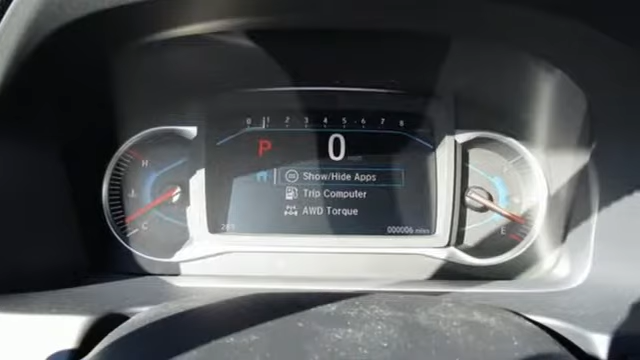 0 1 2 3 4 5 6 7 8
P 0
H
Show/Hide Apps
Trip Computer
AWD Torque
C
000006 miles
E